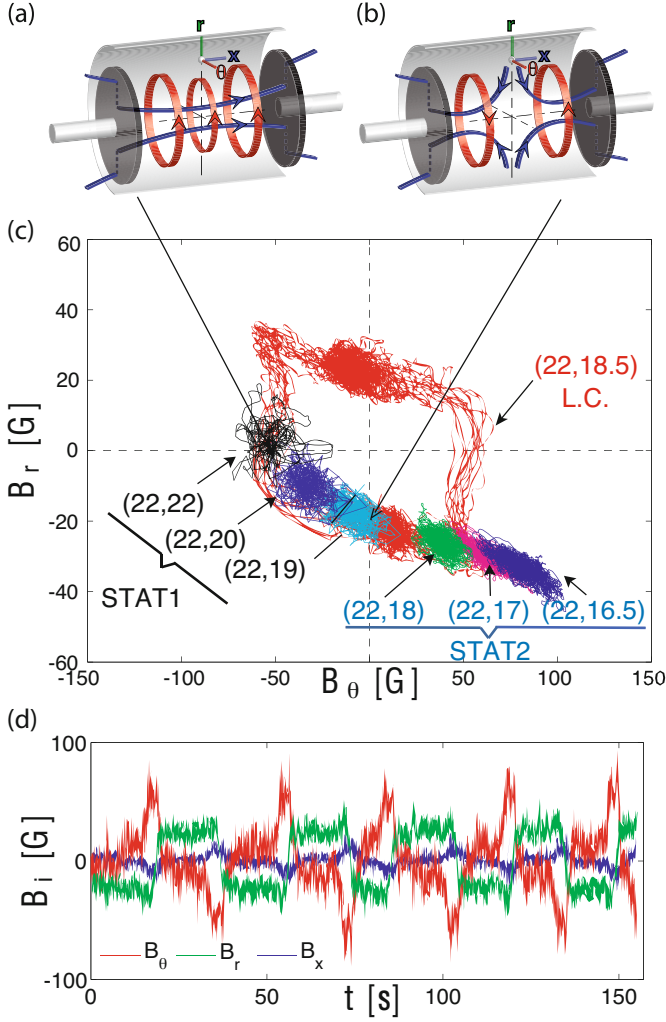 (a)
(b)
r
x
θ
r
x
θ
(c)
60
40
20
0
-20
-40
-60
B r [G]
(22,18.5)
L.C.
(22,22)
(22,20)
(22,19)
STAT1
(22,18)
(22,17)
(22,16.5)
STAT2
-150
-100
-50
0
50
100
150
B θ [G]
(d)
100
0
-100
B i [G]
B θ
B r
B x
0
50
100
150
t [s]